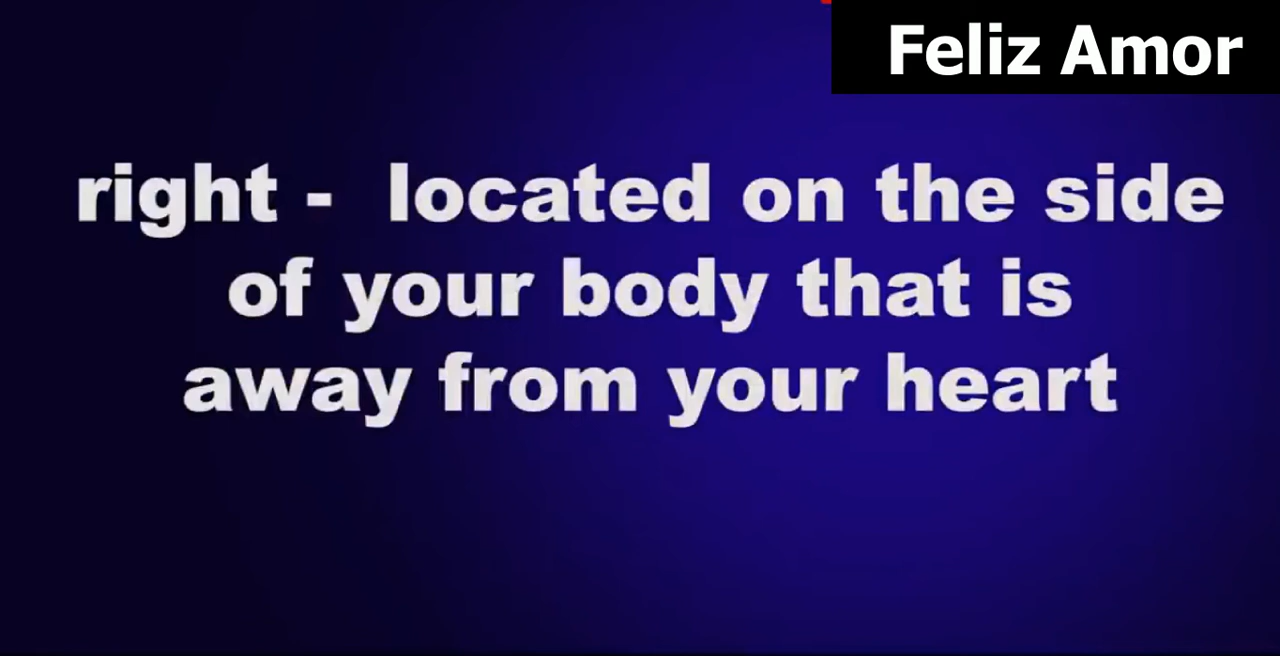 Feliz Amor
right - located on the side
of your body that is
away from your heart